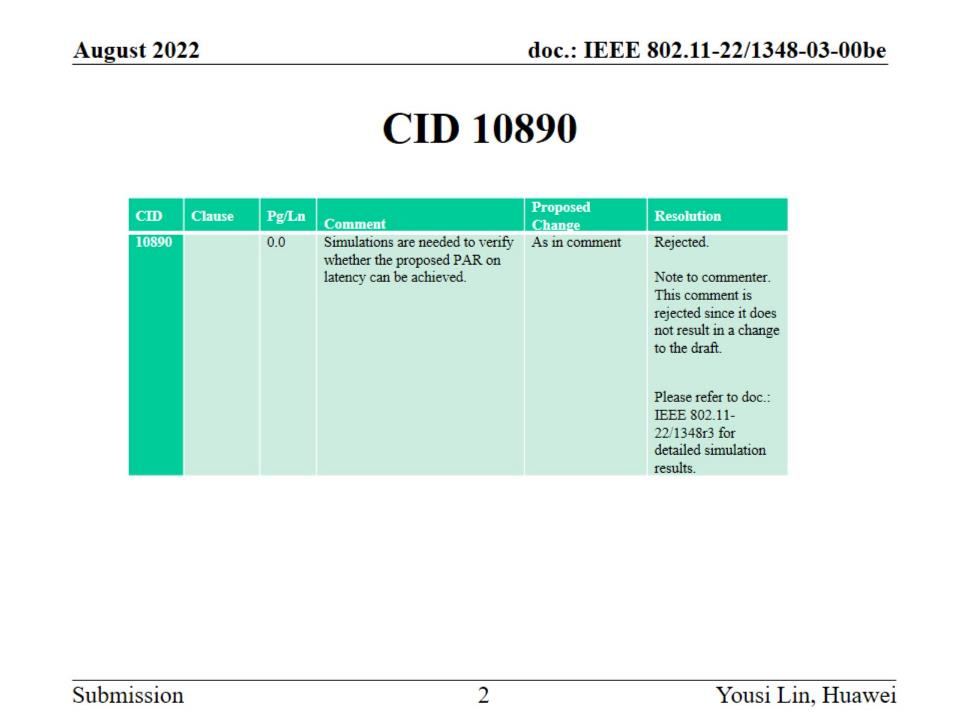 August 2022
doc.: IEEE 802.11-22/1348-03-00be
CID 10890
CID
Clause
Pg/Ln
Comment
Proposed
Change
Resolution
10890
0.0
Simulations are needed to verify
whether the proposed PAR on
latency can be achieved.
As in comment
Rejected.
Note to commenter.
This comment is
rejected since it does
not result in a change
to the draft.
Please refer to doc.:
IEEE 802.11-
22/1348r3 for
detailed simulation
results.
Submission
2
Yousi Lin, Huawei